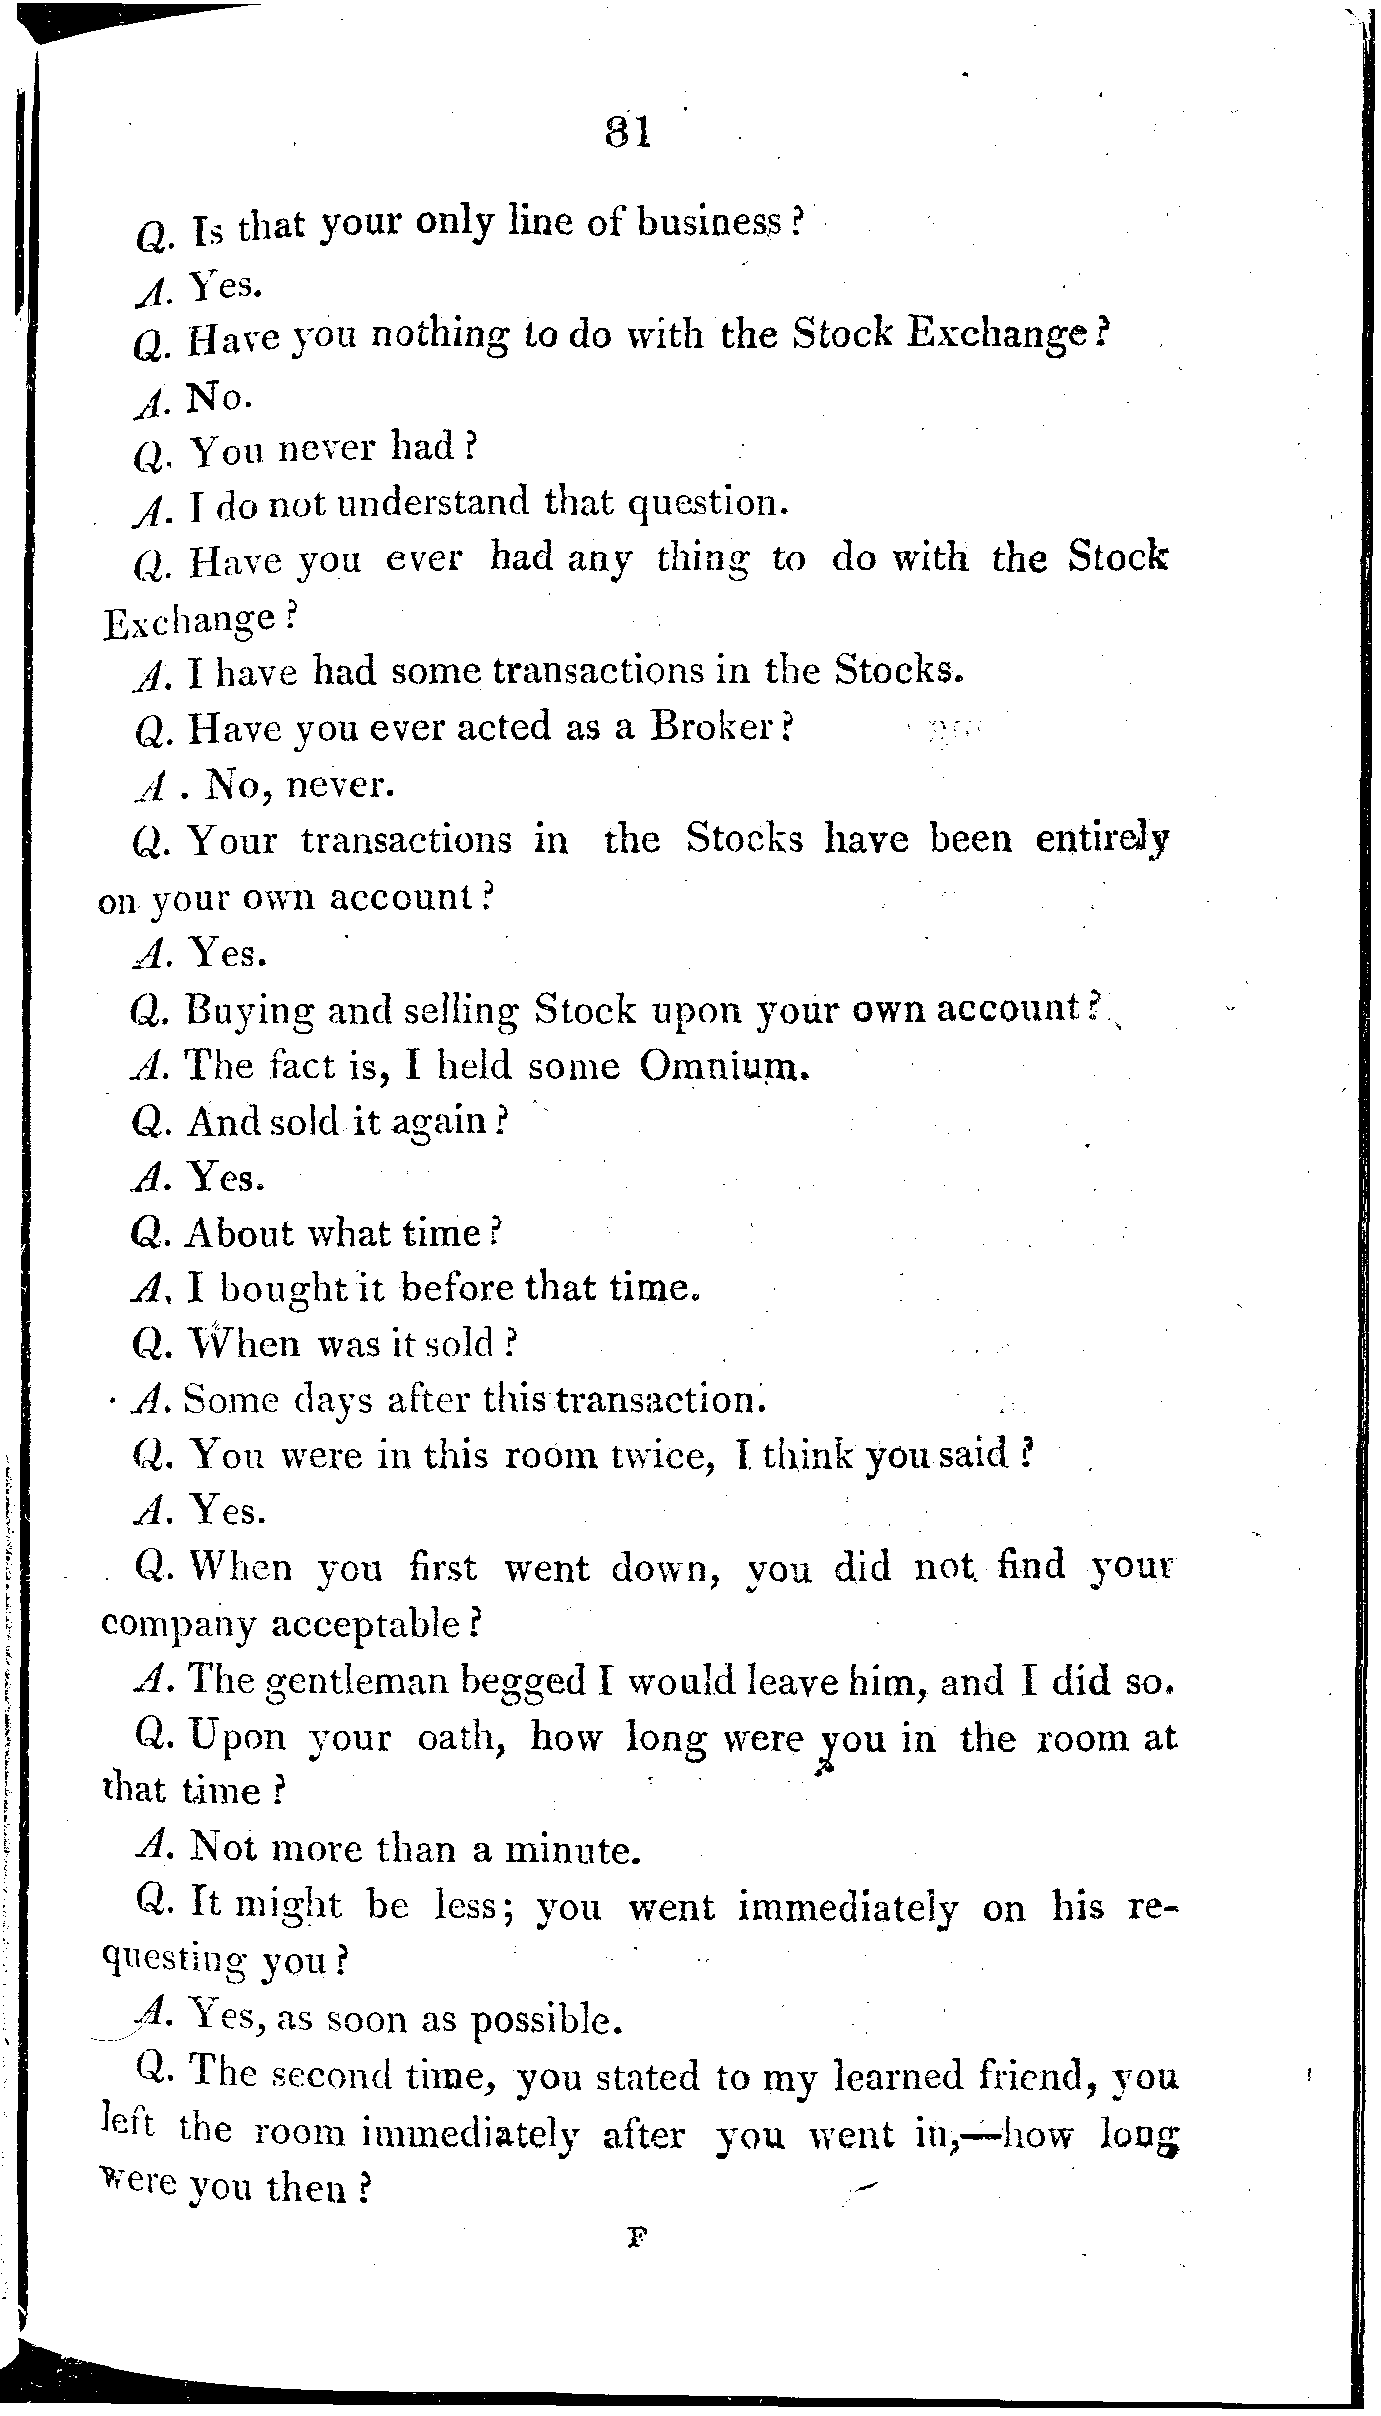 81
Q. Is that your only line of business?
A. Yes.
Q. Have you nothing to do with the Stock Exchange?
A. No.
Q. You never had?
A. I do not understand that question.
Q. Have you ever had any thing to do with the Stock
Exchange?
A. I have had some transactions in the Stocks.
Q. Have you ever acted as a Broker?
A. No, never.
Q. Your transactions in the Stocks have been entirely
on your own account?
A. Yes.
Q. Buying and selling Stock upon your own account?
A. The fact is, I held some Omnium.
Q. And sold it again?
A. Yes.
Q. About what time?
A. I bought it before that time.
Q. When was it sold?
A. Some days after this transaction.
Q. You were in this room twice, I think you said?
A. Yes.
Q. When you first went down, you did not find your
company acceptable?
A. The gentleman begged I would leave him, and I did so.
Q. Upon your oath, how long were you in the room at
that time?
A. Not more than a minute.
Q. It might be less; you went immediately on his re-
questing you?
A. Yes, as soon as possible.
Q. The second time, you stated to my learned friend, you
left the room immediately after you went in,—how long
were you then?
F